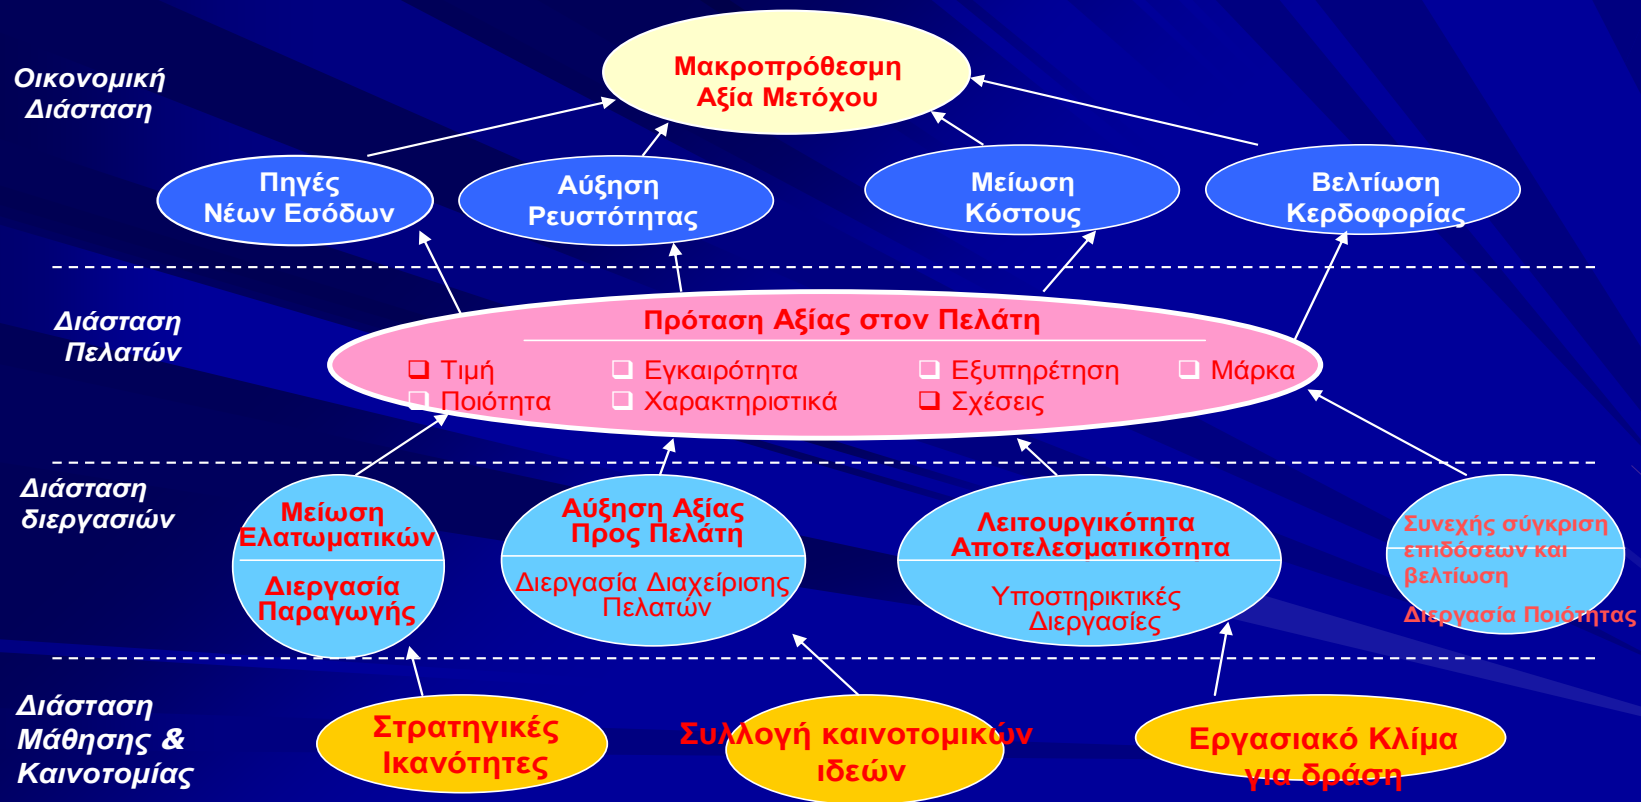 Οικονομική
Διάσταση
Μακροπρόθεσμη
Αξία Μετόχου
Πηγές
Νέων Εσόδων
Αύξηση
Ρευστότητας
Μείωση
Κόστους
Βελτίωση
Κερδοφορίας
Διάσταση
Πελατών
Πρόταση Αξίας στον Πελάτη
❑ Τιμή ❑ Εγκαιρότητα ❑ Εξυπηρέτηση ❑ Μάρκα
❑ Ποιότητα ❑ Χαρακτηριστικά ❑ Σχέσεις
Διάσταση
διεργασιών
Μείωση
Ελατωματικών
Διεργασία
Παραγωγής
Αύξηση Αξίας
Προς Πελάτη
Διεργασία Διαχείρισης
Πελατών
Λειτουργικότητα
Αποτελεσματικότητα
Υποστηρικτικές
Διεργασίες
Συνεχής σύγκριση
επιδόσεων και
βελτίωση
Διεργασία Ποιότητας
Διάσταση
Μάθησης &
Καινοτομίας
Στρατηγικές
Ικανότητες
Συλλογή καινοτομικών
ιδεών
Εργασιακό Κλίμα
για δράση